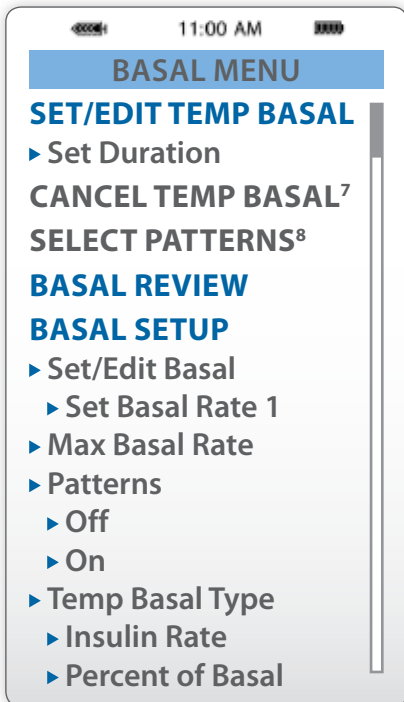 11:00 AM
BASAL MENU
SET/EDIT TEMP BASAL
▸ Set Duration
CANCEL TEMP BASAL⁷
SELECT PATTERNS⁸
BASAL REVIEW
BASAL SETUP
▸ Set/Edit Basal
▸ Set Basal Rate 1
▸ Max Basal Rate
▸ Patterns
▸ Off
▸ On
▸ Temp Basal Type
▸ Insulin Rate
▸ Percent of Basal